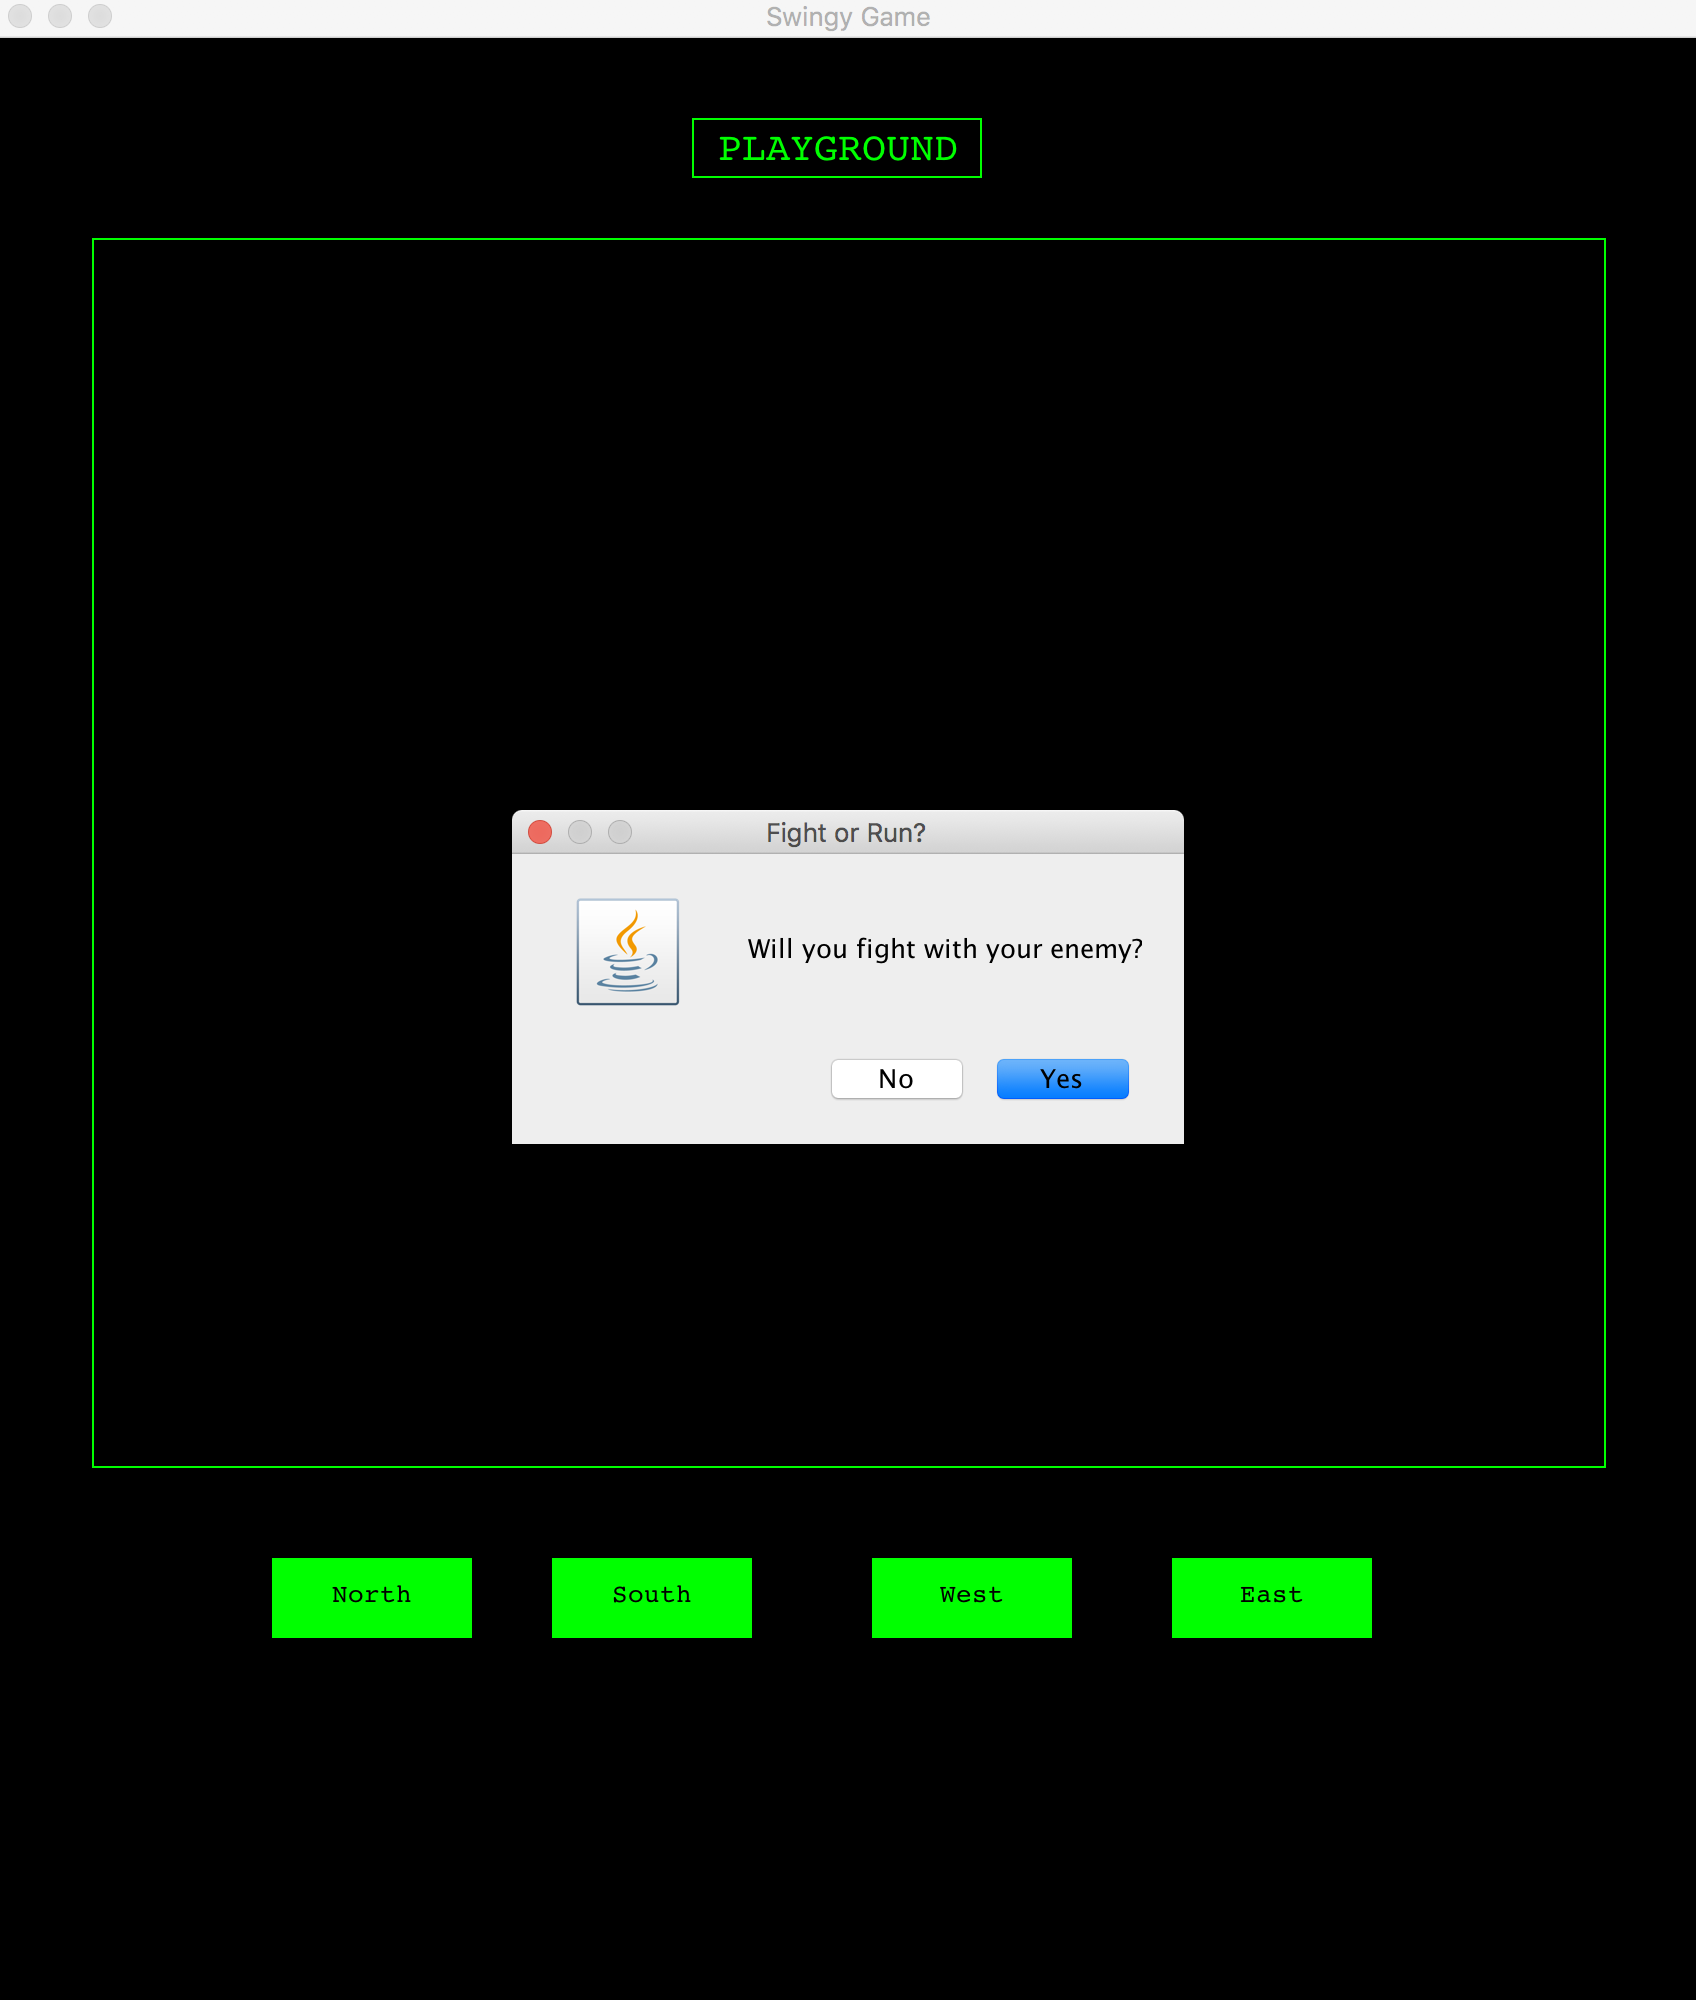 Swingy Game
PLAYGROUND
Fight or Run?
Will you fight with your enemy?
No Yes
North South West East